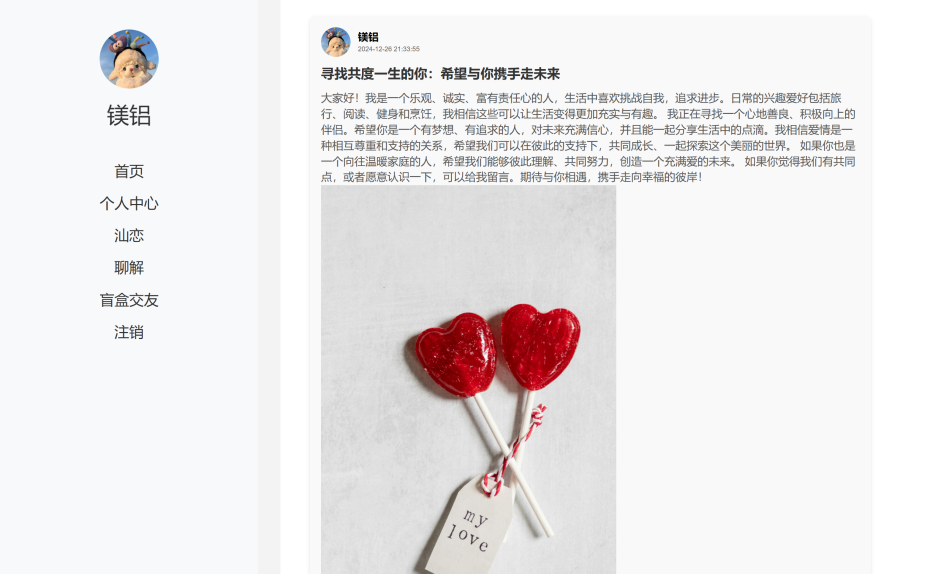 镁铝
首页
个人中心
汕恋
聊解
盲盒交友
注销
镁铝
2024-12-26 21:33:55
寻找共度一生的你：希望与你携手走未来
大家好！我是一个乐观、诚实、富有责任心的人，生活中喜欢挑战自我，追求进步。日常的兴趣爱好包括旅
行、阅读、健身和烹饪，我相信这些可以让生活变得更加充实与有趣。 我正在寻找一个心地善良、积极向上的
伴侣。希望你是一个有梦想、有追求的人，对未来充满信心，并且能一起分享生活中的点滴。我相信爱情是一
种相互尊重和支持的关系，希望我们可以在彼此的支持下，共同成长、一起探索这个美丽的世界。 如果你也是
一个向往温暖家庭的人，希望我们能够彼此理解、共同努力，创造一个充满爱的未来。 如果你觉得我们有共同
点，或者愿意认识一下，可以给我留言。期待与你相遇，携手走向幸福的彼岸！
my
love